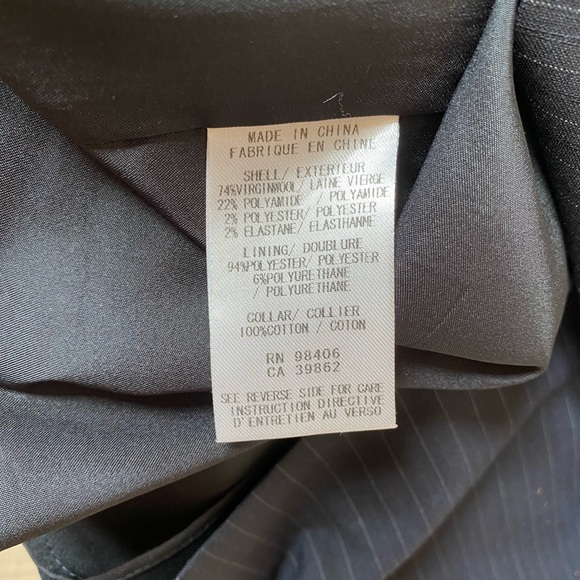 MADE IN CHINA
FABRIQUE EN CHINE
SHELL/ EXTERIEUR
74%VIRGINWOOL/ LAINE VIERGE
22% POLYAMIDE / POLYAMIDE
2% POLYESTER/ POLYESTER
2% ELASTANE/ ELASTHANNE
LINING/ DOUBLURE
94%POLYESTER/ POLYESTER
6%POLYURETHANE
/ POLYURETHANE
COLLAR/ COLLIER
100%COTTON / COTON
RN 98406
CA 39862
SEE REVERSE SIDE FOR CARE
INSTRUCTION DIRECTIVE
D'ENTRETIEN AU VERSO